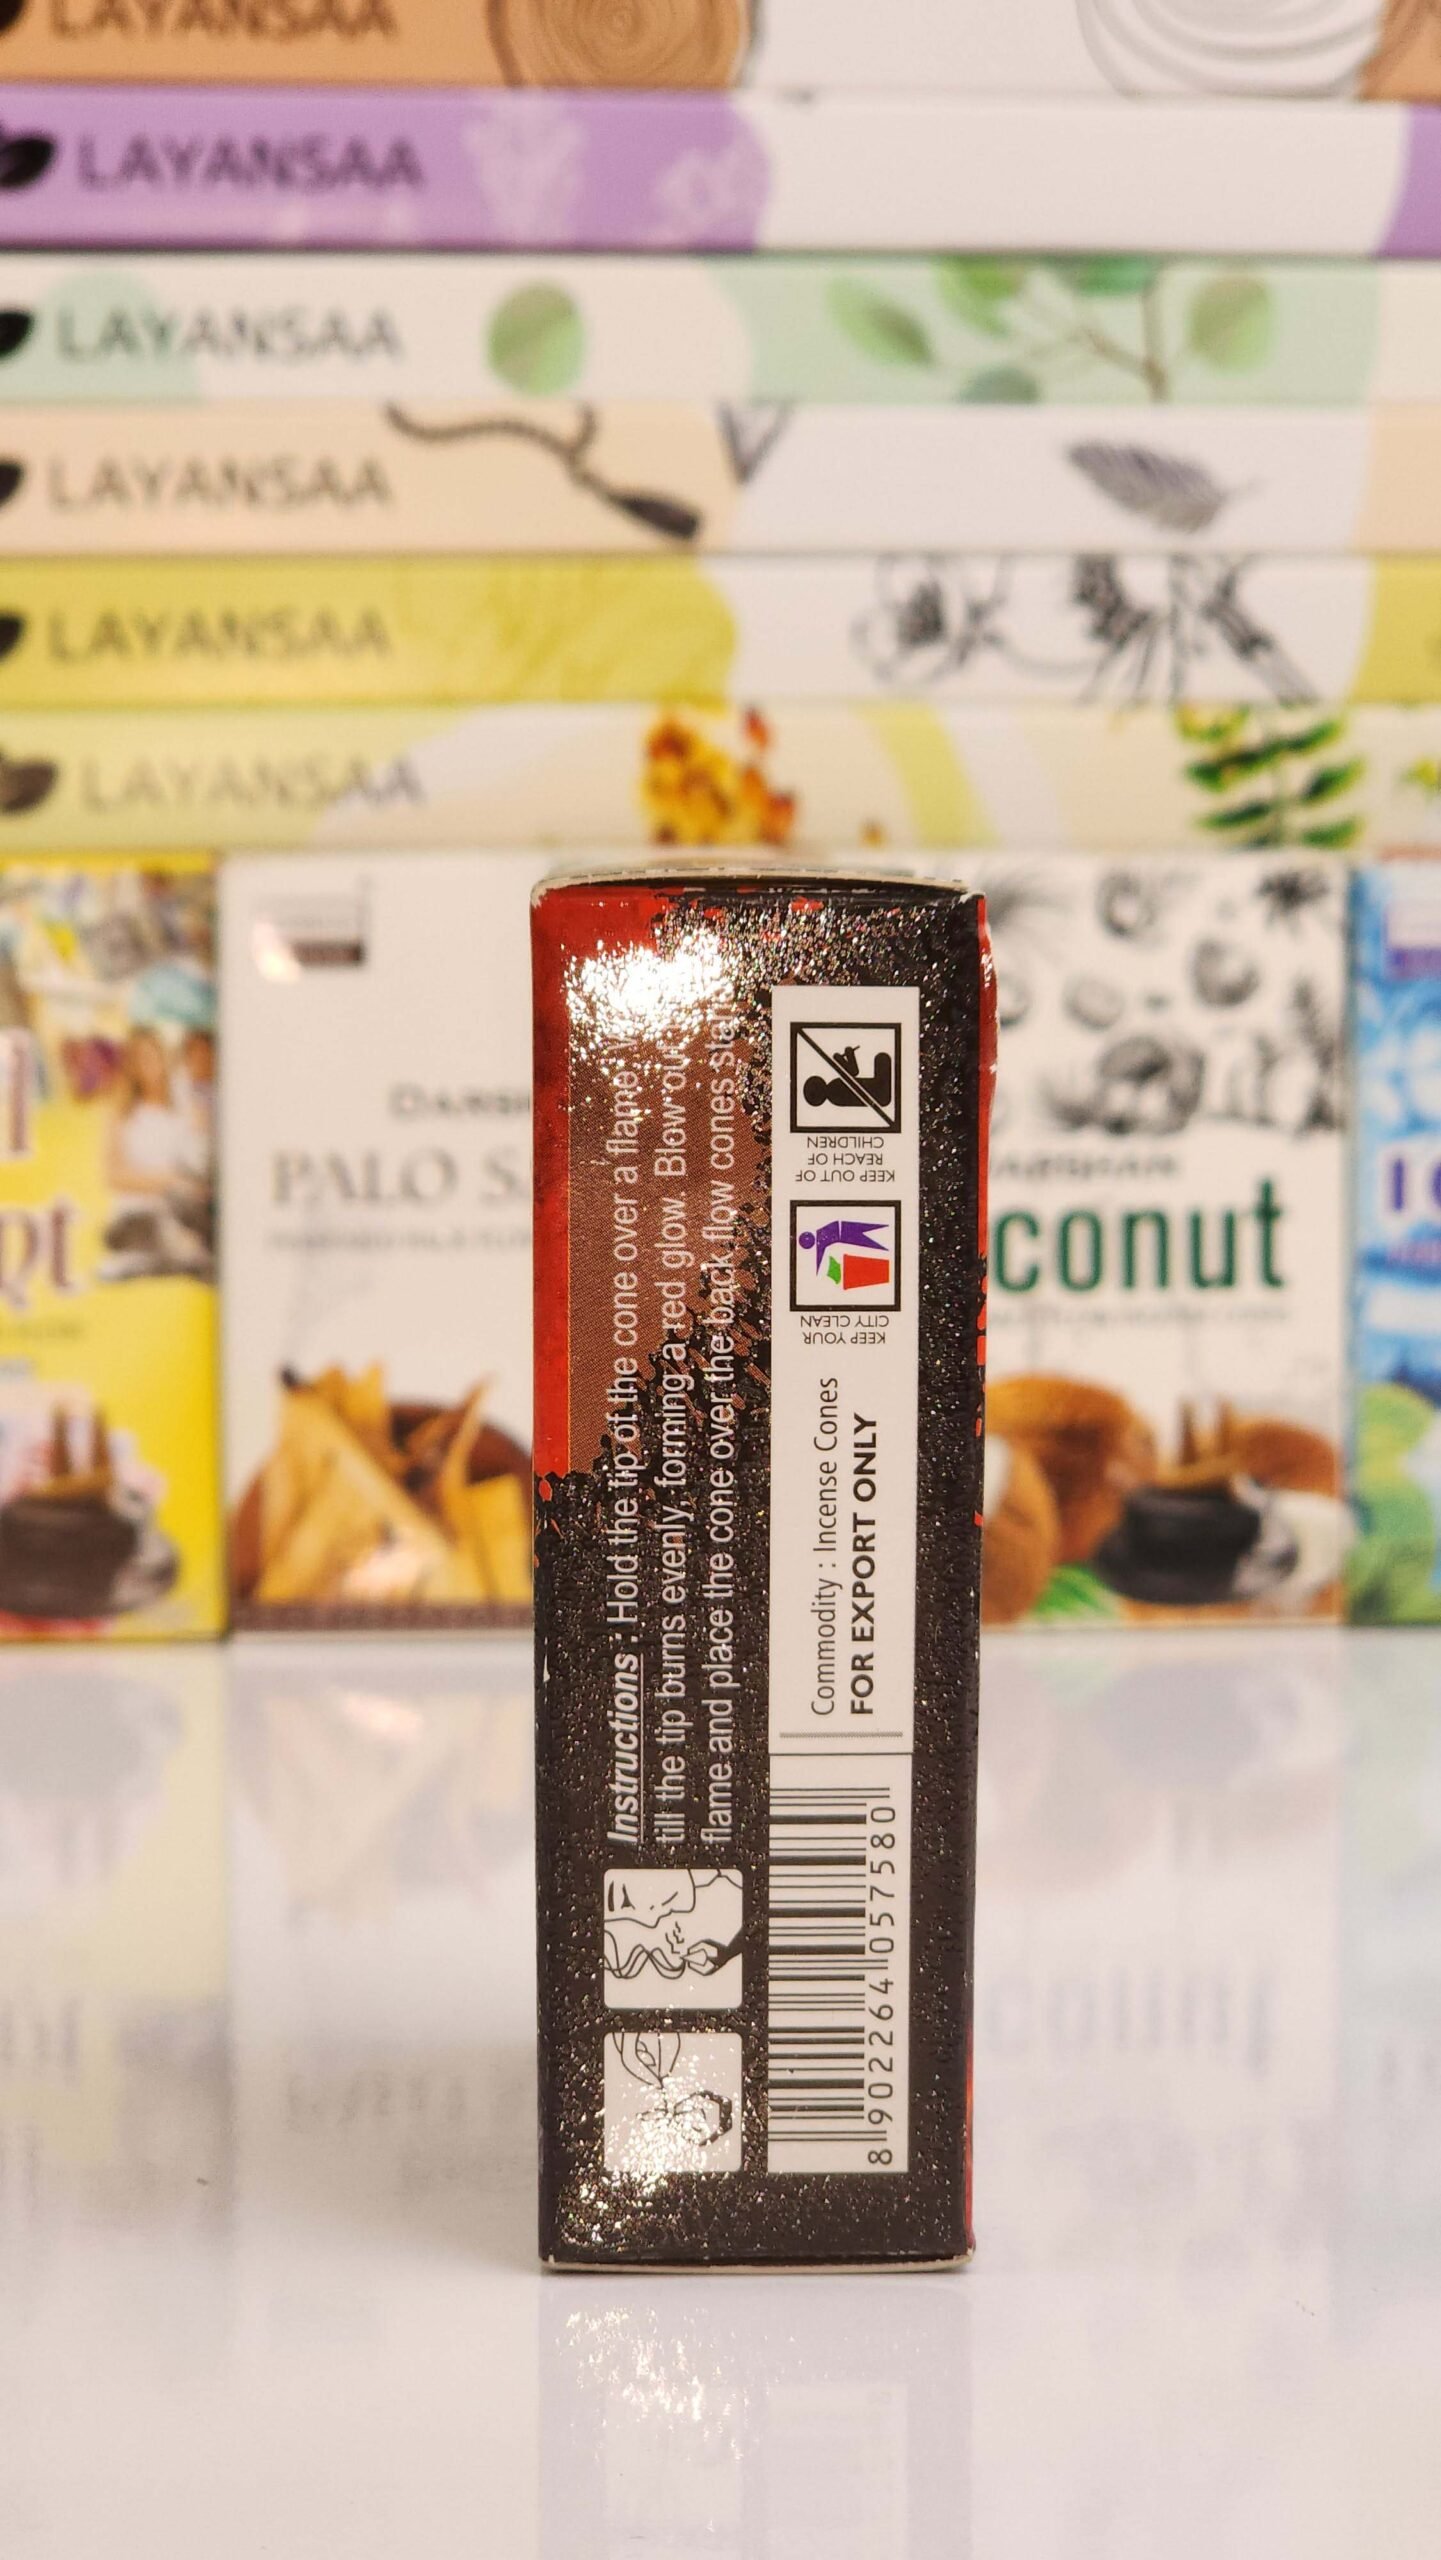 LAYANSAA
LAYANSAA
LAYANSAA
LAYANSAA
LAYANSAA
LAYANSAA
PALO
conut
Instructions : Hold the tip of the cone over a flame
till the tip burns evenly, forming a red glow. Blow out
flame and place the cone over the back flow cones
KEEP OUT OF
REACH OF
CHILDREN
KEEP YOUR
CITY CLEAN
Commodity : Incense Cones
FOR EXPORT ONLY
8 902264 057580